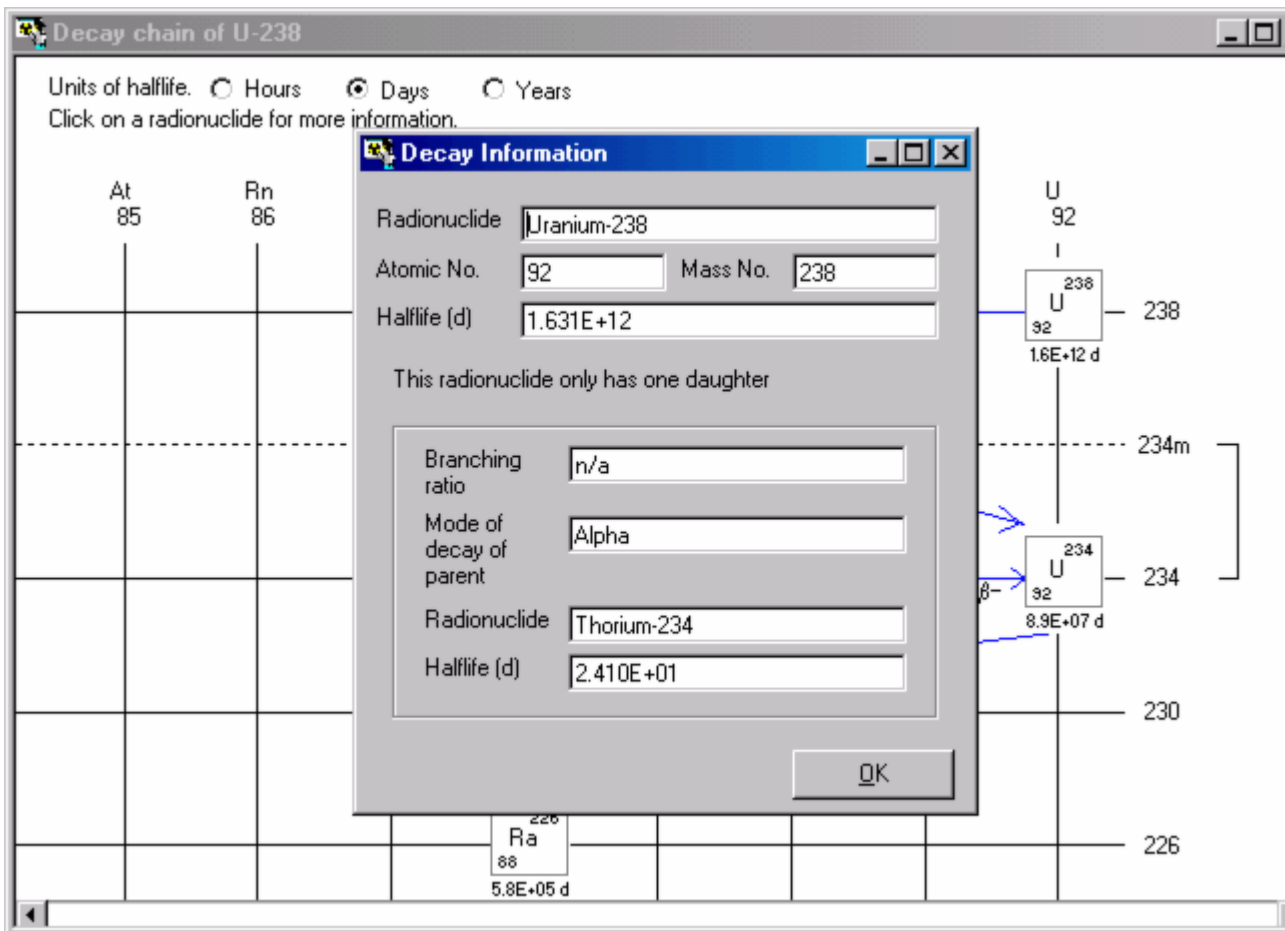 Decay chain of U-238
Units of halflife. Hours Days Years
Click on a radionuclide for more information.
Decay Information
At
85
Rn
86
U
92
Radionuclide Uranium-238
Atomic No. 92 Mass No. 238
Halflife (d) 1.631E+12
This radionuclide only has one daughter
Branching
ratio
n/a
Mode of
decay of
parent
Alpha
Radionuclide Thorium-234
Halflife (d) 2.410E+01
OK
238
U
92
1.6E+12 d
238
234m
β-
234
U
92
8.9E+07 d
234
230
226
Ra
88
5.8E+05 d
226